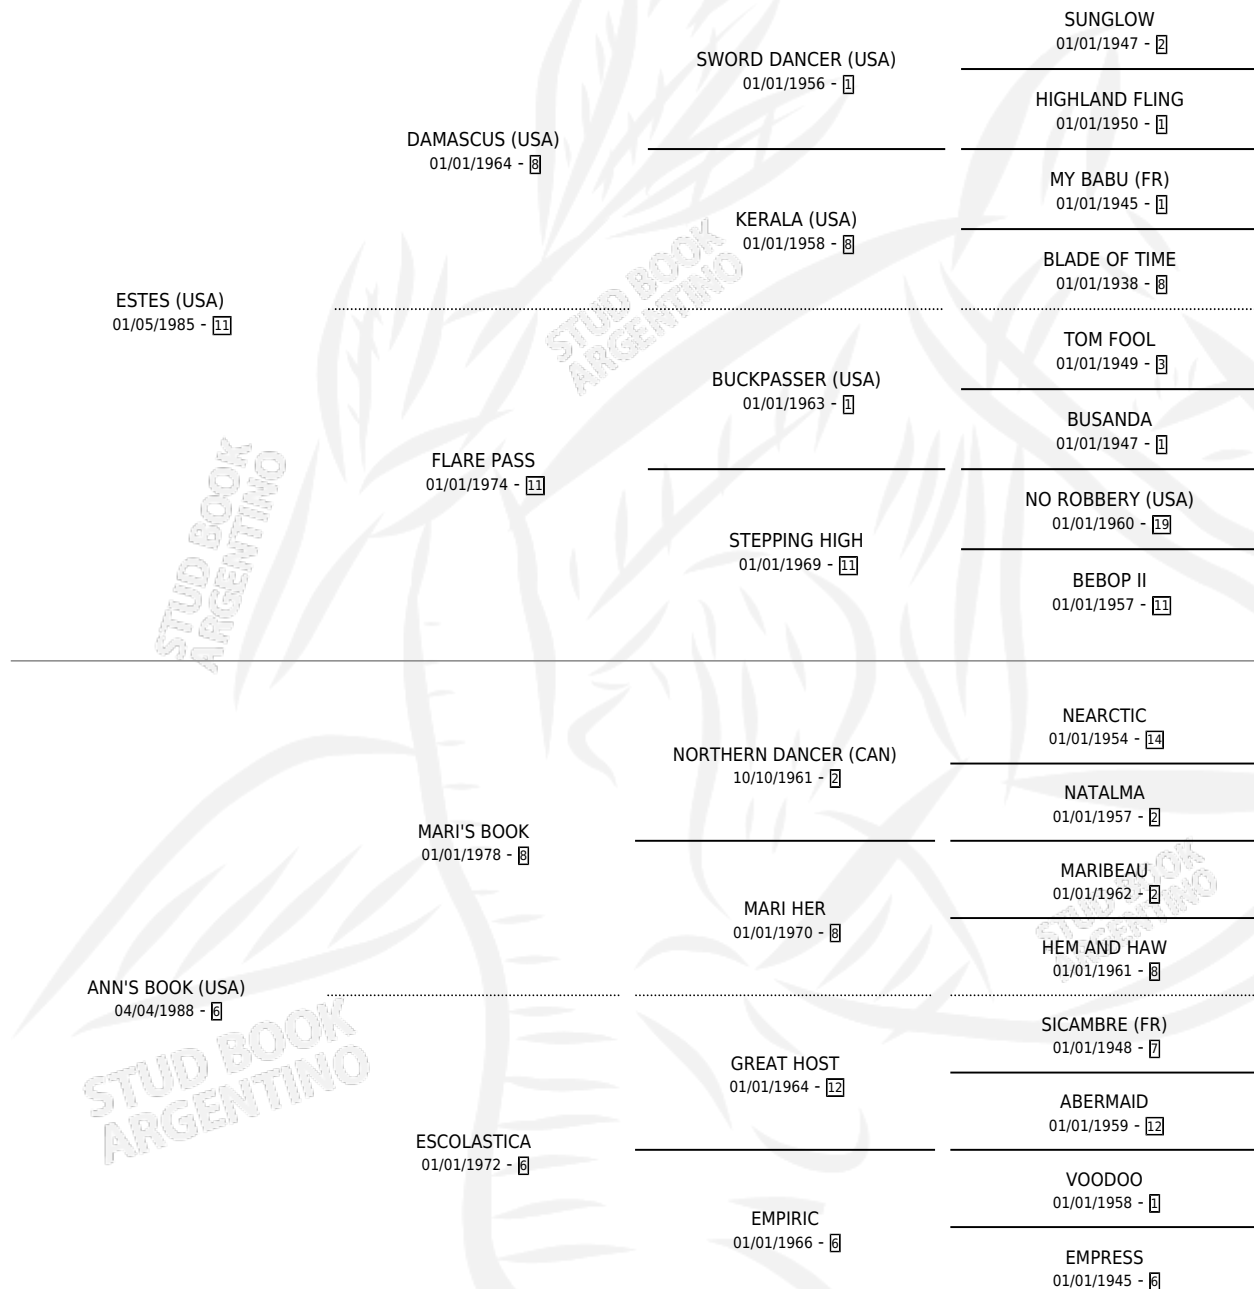 SUNGLOW
01/01/1947 - 2
SWORD DANCER (USA)
01/01/1956 - 1
HIGHLAND FLING
01/01/1950 - 1
DAMASCUS (USA)
01/01/1964 - 8
MY BABU (FR)
01/01/1945 - 1
KERALA (USA)
01/01/1958 - 8
BLADE OF TIME
01/01/1938 - 8
ESTES (USA)
01/05/1985 - 11
STUD BOOK
ARGENTINO
TOM FOOL
01/01/1949 - 3
BUCKPASSER (USA)
01/01/1963 - 1
BUSANDA
01/01/1947 - 1
FLARE PASS
01/01/1974 - 11
NO ROBBERY (USA)
01/01/1960 - 19
STEPPING HIGH
01/01/1969 - 11
BEBOP II
01/01/1957 - 11
STUD BOOK
ARGENTINO
NEARCTIC
01/01/1954 - 14
NORTHERN DANCER (CAN)
10/10/1961 - 2
NATALMA
01/01/1957 - 2
MARI'S BOOK
01/01/1978 - 8
MARIBEAU
01/01/1962 - 2
MARI HER
01/01/1970 - 8
HEM AND HAW
01/01/1961 - 8
STUD BOOK
ARGENTINO
ANN'S BOOK (USA)
04/04/1988 - 6
STUD BOOK
ARGENTINO
SICAMBRE (FR)
01/01/1948 - 7
GREAT HOST
01/01/1964 - 12
ABERMAID
01/01/1959 - 12
ESCOLASTICA
01/01/1972 - 6
VOODOO
01/01/1958 - 1
EMPIRIC
01/01/1966 - 6
EMPRESS
01/01/1945 - 6